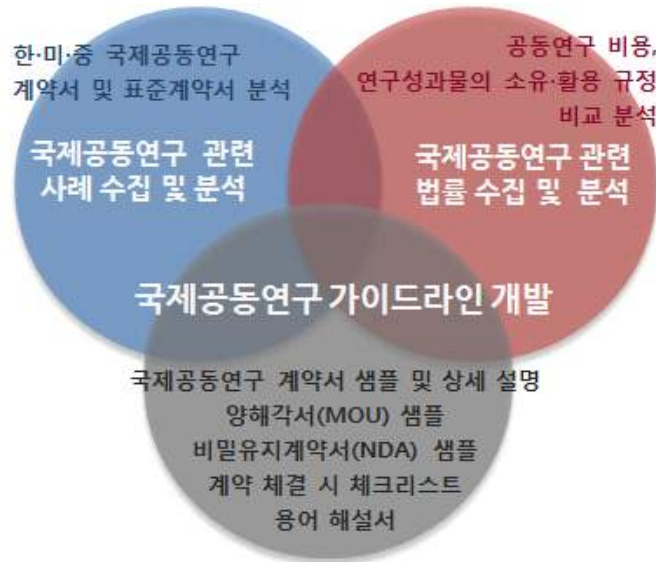 한·미·중 국제공동연구
계약서 및 표준계약서 분석
국제공동연구 관련
사례 수집 및 분석
공동연구 비용,
연구성과물의 소유·활용 규정
비교 분석
국제공동연구 관련
법률 수집 및 분석
국제공동연구 가이드라인 개발
국제공동연구 계약서 샘플 및 상세 설명
양해각서(MOU) 샘플
비밀유지계약서(NDA) 샘플
계약 체결 시 체크리스트
용어 해설서